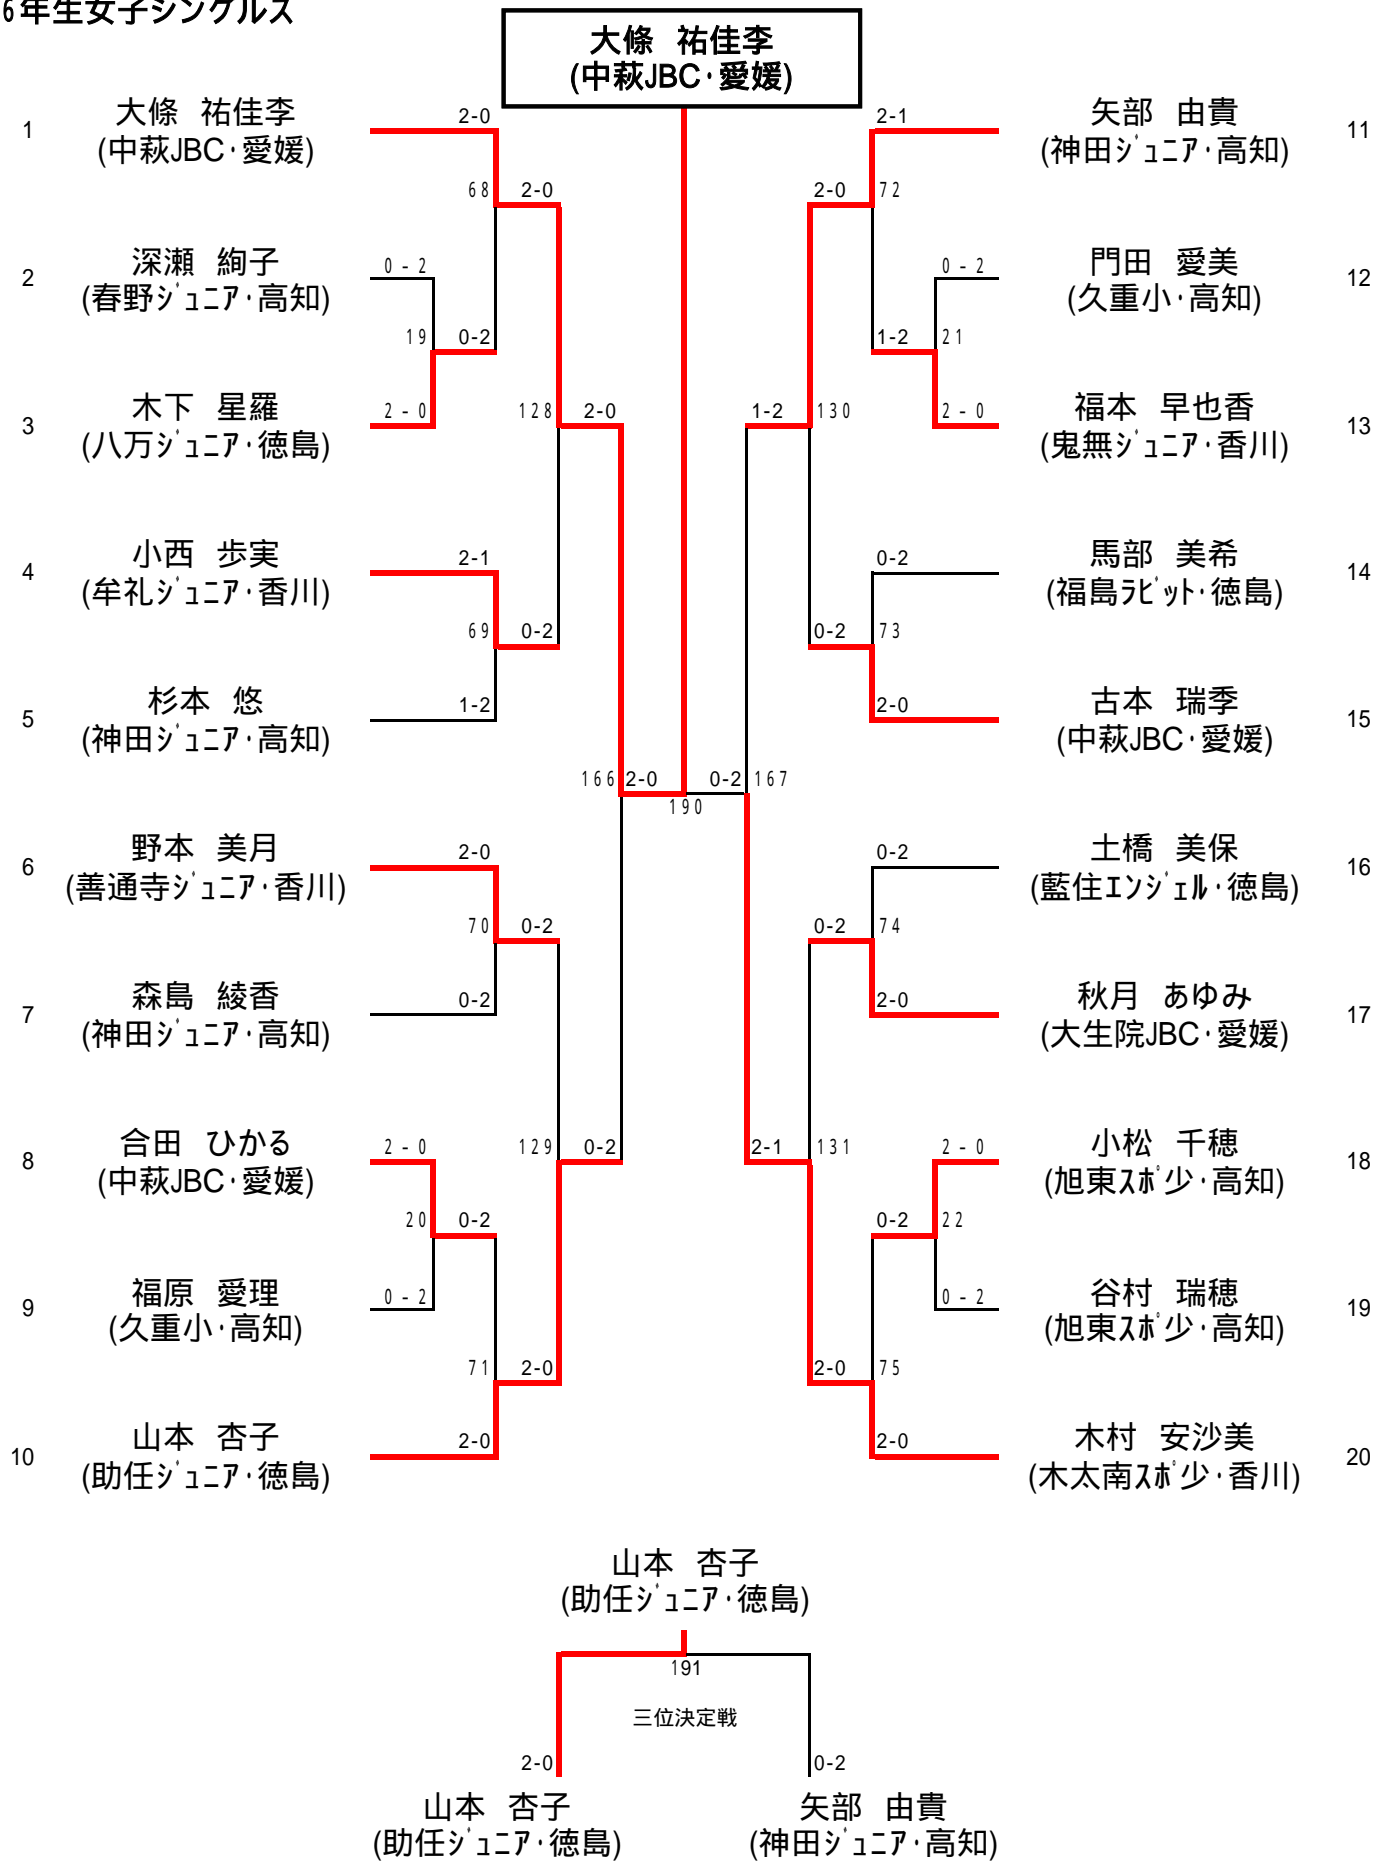 6年生女子シングルス
大條 祐佳李
(中萩JBC・愛媛)
1 大條 祐佳李
(中萩JBC・愛媛)
2-0
68
2-0
2 深瀬 絢子
(春野ジュニア・高知)
0-2
19
0-2
3 木下 星羅
(八万ジュニア・徳島)
2-0
128
2-0
4 小西 歩実
(牟礼ジュニア・香川)
2-1
69
0-2
5 杉本 悠
(神田ジュニア・高知)
1-2
166
2-0
6 野本 美月
(善通寺ジュニア・香川)
2-0
70
0-2
7 森島 綾香
(神田ジュニア・高知)
0-2
8 合田 ひかる
(中萩JBC・愛媛)
2-0
129
0-2
20
0-2
9 福原 愛理
(久重小・高知)
0-2
71
2-0
10 山本 杏子
(助任ジュニア・徳島)
2-0
190
2-1
矢部 由貴 11
(神田ジュニア・高知)
2-0
72
0-2
門田 愛美 12
(久重小・高知)
1-2
21
1-2
130
2-0
福本 早也香 13
(鬼無ジュニア・香川)
0-2
馬部 美希 14
(福島ラビット・徳島)
0-2
73
2-0
古本 瑞季 15
(中萩JBC・愛媛)
0-2
167
0-2
土橋 美保 16
(藍住エンジェル・徳島)
0-2
74
2-0
秋月 あゆみ 17
(大生院JBC・愛媛)
2-1
131
2-0
小松 千穂 18
(旭東スポ少・高知)
0-2
22
0-2
谷村 瑞穂 19
(旭東スポ少・高知)
2-0
75
2-0
木村 安沙美 20
(木太南スポ少・香川)
山本 杏子
(助任ジュニア・徳島)
191
三位決定戦
2-0
0-2
山本 杏子
(助任ジュニア・徳島)
矢部 由貴
(神田ジュニア・高知)